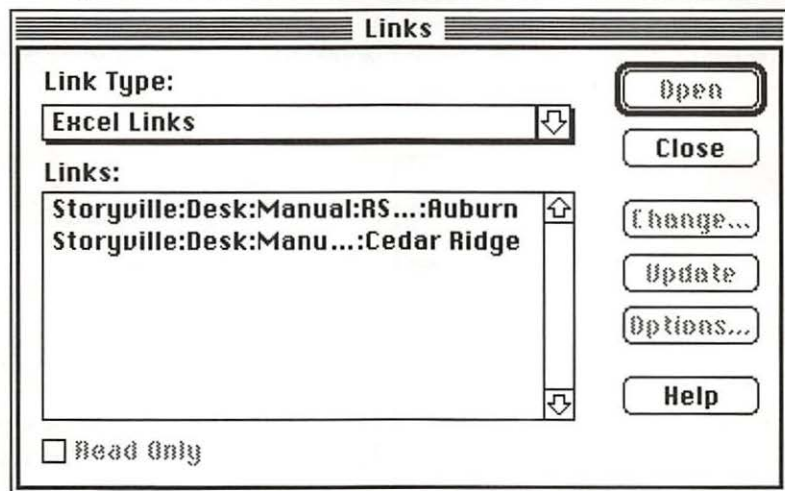 Links
Link Type:
Excel Links
Links:
Storyville:Desk:Manual:RS...:Auburn
Storyville:Desk:Manu...:Cedar Ridge
Read Only
Open
Close
Change...
Update
Options...
Help